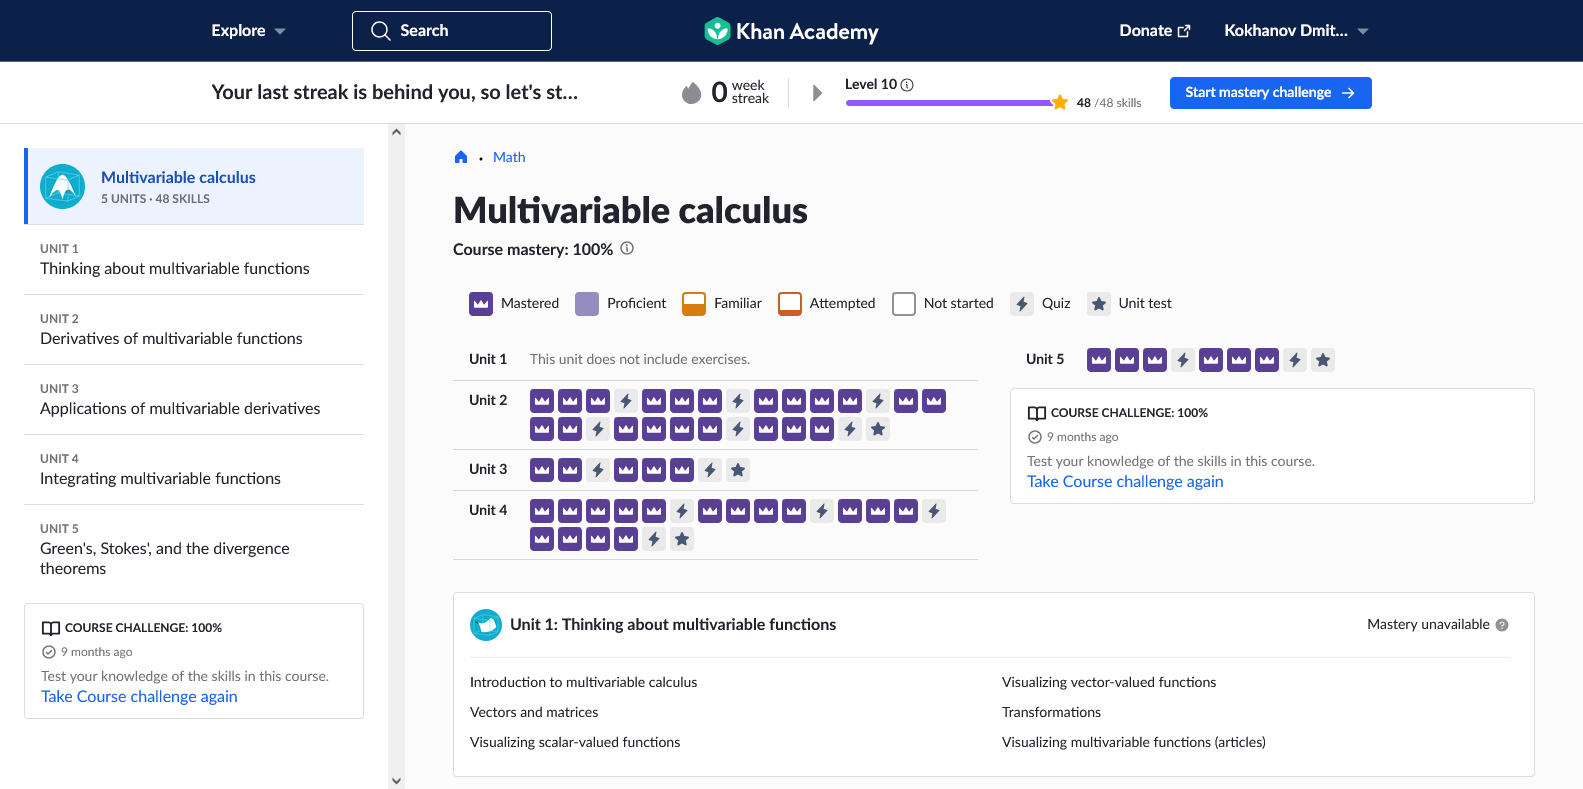 Explore
Search
Khan Academy
Donate
Kokhanov Dmit...
Your last streak is behind you, so let's st...
0 week streak
Level 10
48 /48 skills
Start mastery challenge
Multivariable calculus
5 UNITS · 48 SKILLS
UNIT 1
Thinking about multivariable functions
UNIT 2
Derivatives of multivariable functions
UNIT 3
Applications of multivariable derivatives
UNIT 4
Integrating multivariable functions
UNIT 5
Green's, Stokes', and the divergence
theorems
COURSE CHALLENGE: 100%
9 months ago
Test your knowledge of the skills in this course.
Take Course challenge again
Math
Multivariable calculus
Course mastery: 100%
Mastered Proficient Familiar Attempted Not started Quiz Unit test
Unit 1 This unit does not include exercises.
Unit 2
Unit 3
Unit 4
Unit 5
COURSE CHALLENGE: 100%
9 months ago
Test your knowledge of the skills in this course.
Take Course challenge again
Unit 1: Thinking about multivariable functions
Mastery unavailable
Introduction to multivariable calculus
Vectors and matrices
Visualizing scalar-valued functions
Visualizing vector-valued functions
Transformations
Visualizing multivariable functions (articles)